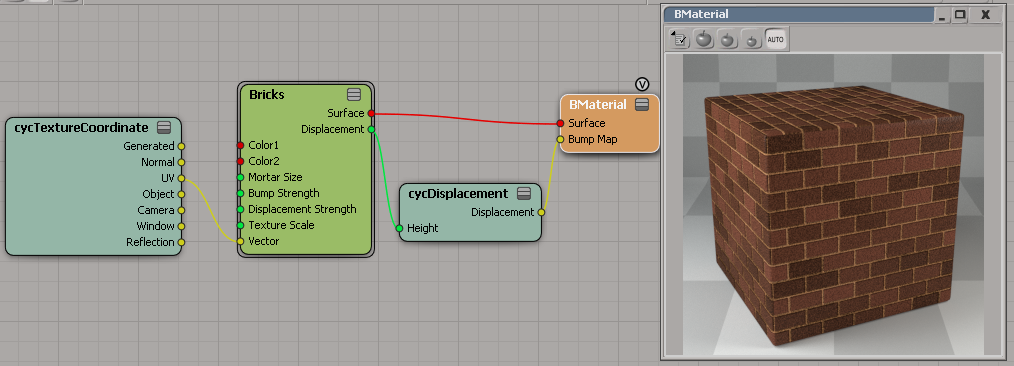 cycTextureCoordinate
Generated
Normal
UV
Object
Camera
Window
Reflection
Bricks
Surface
Displacement
Color1
Color2
Mortar Size
Bump Strength
Displacement Strength
Texture Scale
Vector
cycDisplacement
Displacement
Height
V
BMaterial
Surface
Bump Map
BMaterial
AUTO